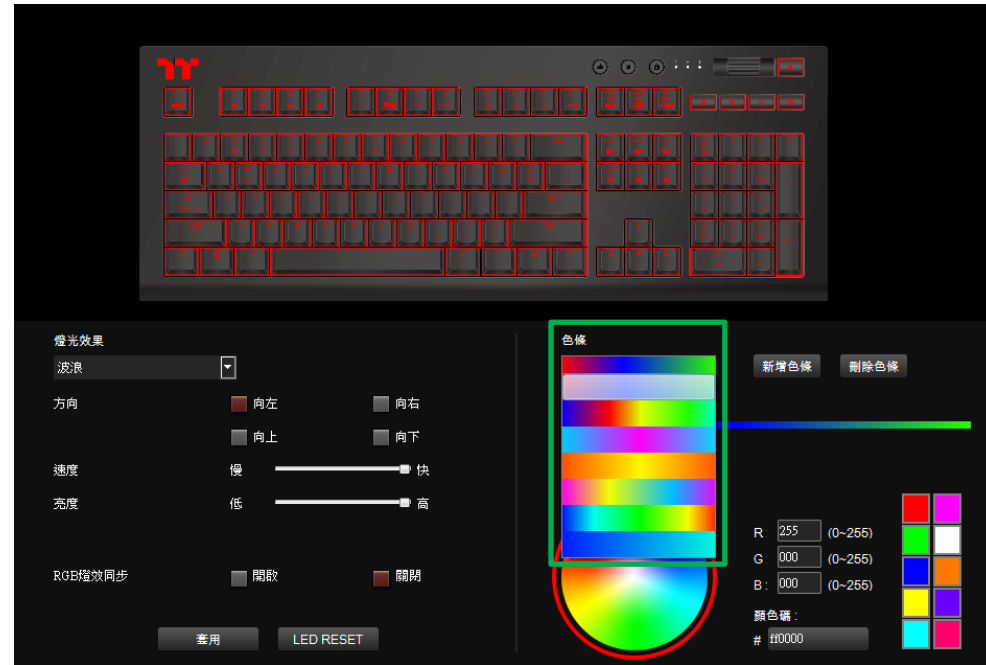 燈光效果
色條
波浪
新增色條
刪除色條
方向
向左
向右
向上
向下
速度
慢
快
亮度
低
高
R 255 (0~255)
G 000 (0~255)
B : 000 (0~255)
RGB燈效同步
開啟
關閉
顏色碼 :
# ff0000
套用
LED RESET